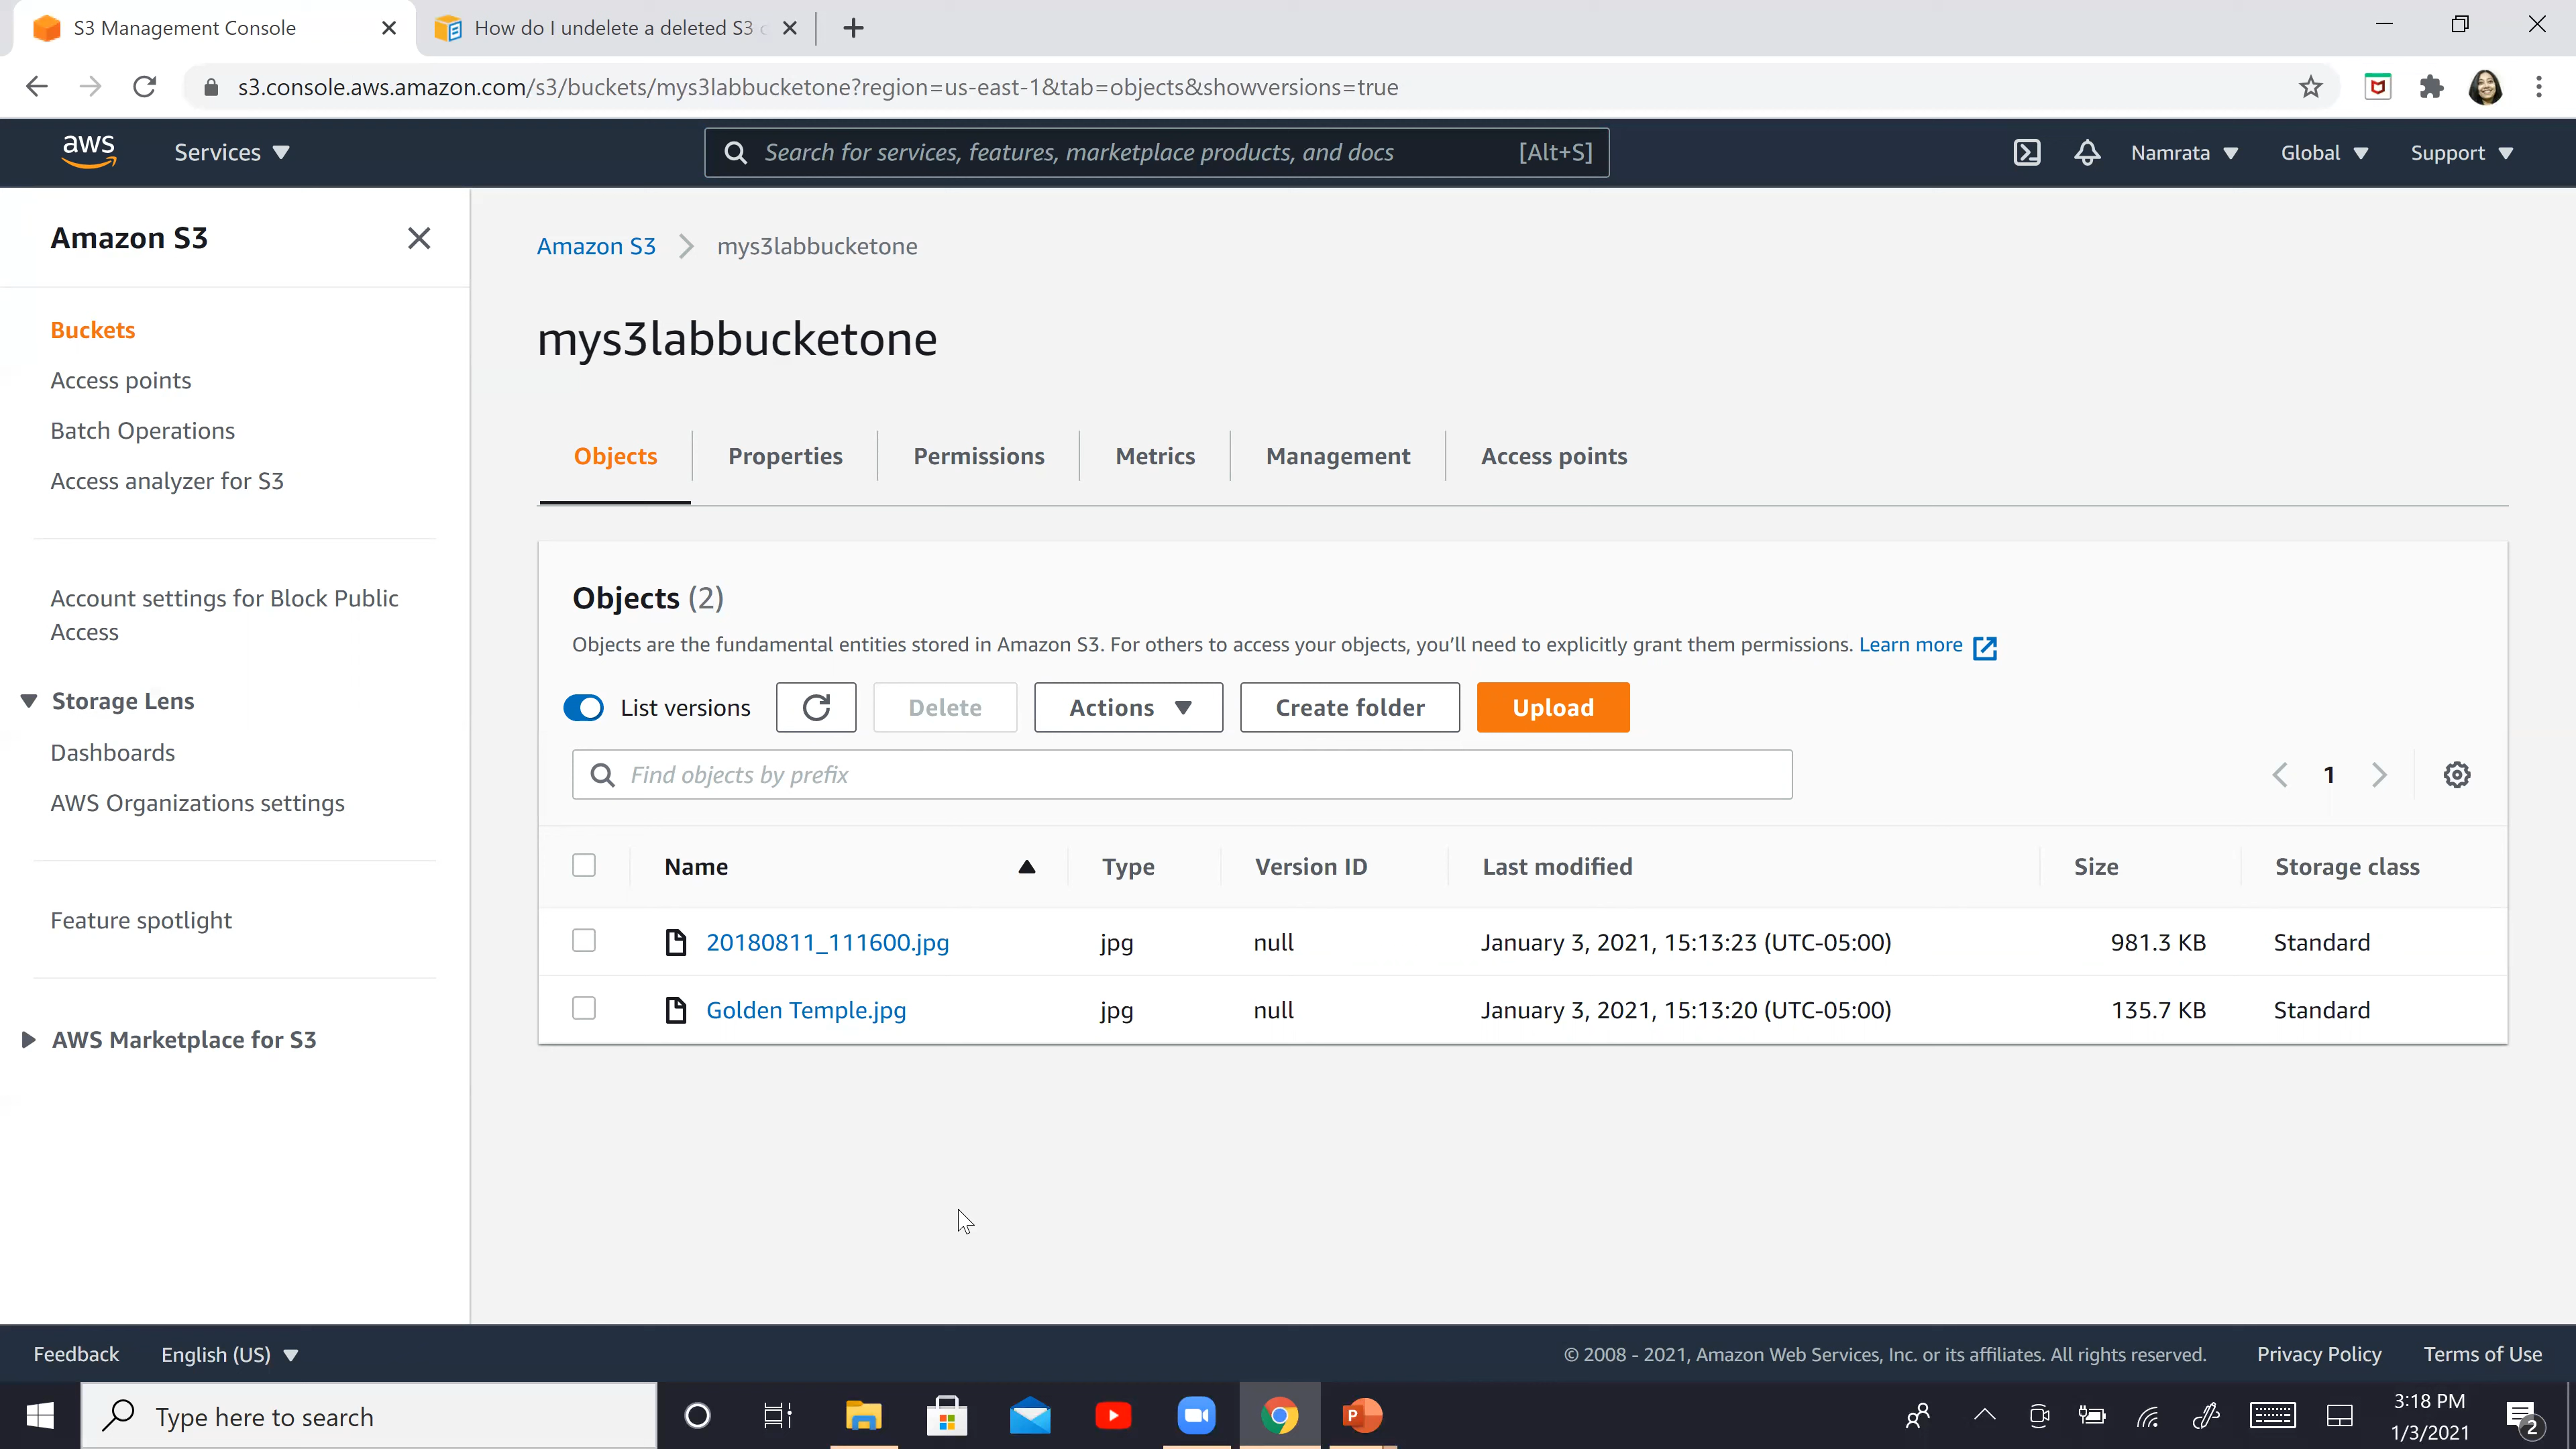 S3 Management Console
How do I undelete a deleted S3
s3.console.aws.amazon.com/s3/buckets/mys3labbucketone?region=us-east-1&tab=objects&showversions=true
aws
Services
Search for services, features, marketplace products, and docs [Alt+S]
Namrata
Global
Support
Amazon S3
Buckets
Access points
Batch Operations
Access analyzer for S3
Account settings for Block Public
Access
Storage Lens
Dashboards
AWS Organizations settings
Feature spotlight
AWS Marketplace for S3
Amazon S3 mys3labbucketone
mys3labbucketone
Objects Properties Permissions Metrics Management Access points
Objects (2)
Objects are the fundamental entities stored in Amazon S3. For others to access your objects, you'll need to explicitly grant them permissions. Learn more
List versions Delete Actions Create folder Upload
Find objects by prefix
1
Name Type Version ID Last modified Size Storage class
20180811_111600.jpg jpg null January 3, 2021, 15:13:23 (UTC-05:00) 981.3 KB Standard
Golden Temple.jpg jpg null January 3, 2021, 15:13:20 (UTC-05:00) 135.7 KB Standard
Feedback English (US) © 2008 - 2021, Amazon Web Services, Inc. or its affiliates. All rights reserved. Privacy Policy Terms of Use
Type here to search
P
3:18 PM
1/3/2021
2